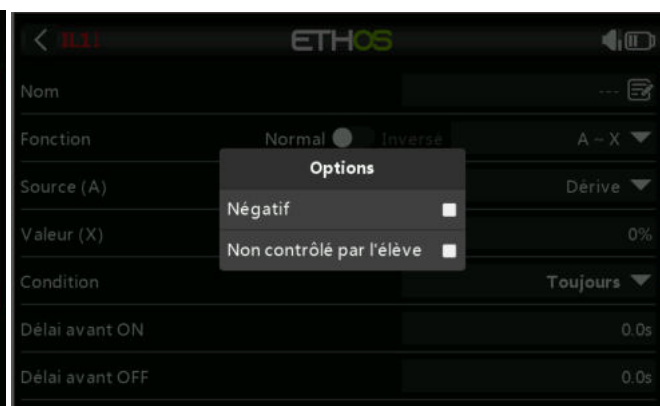 IL1
ETHOS
Nom ---
Fonction Normal Inversé A ~ X
Options
Source (A) Dérive
Négatif
Valeur (X) 0%
Non contrôlé par l'élève
Condition Toujours
Délai avant ON 0.0s
Délai avant OFF 0.0s